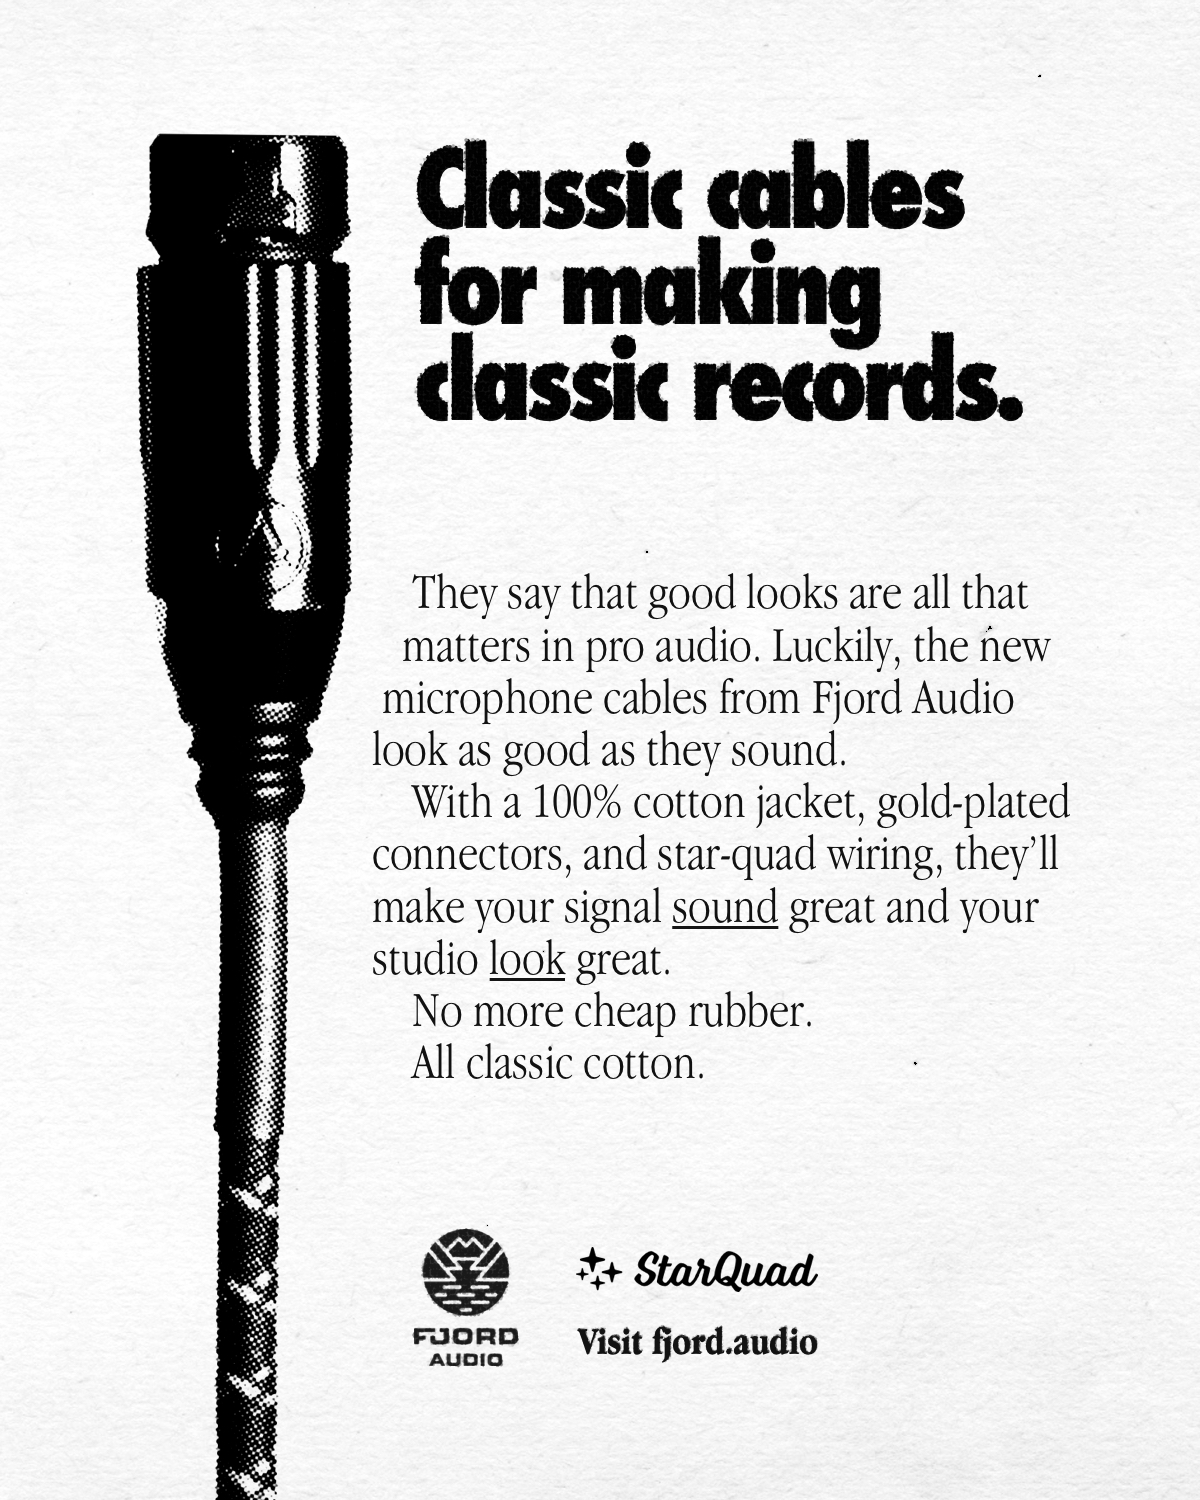 Classic cables
for making
classic records.
They say that good looks are all that
matters in pro audio. Luckily, the new
microphone cables from Fjord Audio
look as good as they sound.
With a 100% cotton jacket, gold-plated
connectors, and star-quad wiring, they’ll
make your signal sound great and your
studio look great.
No more cheap rubber.
All classic cotton.
FJORD
AUDIO
StarQuad
Visit fjord.audio